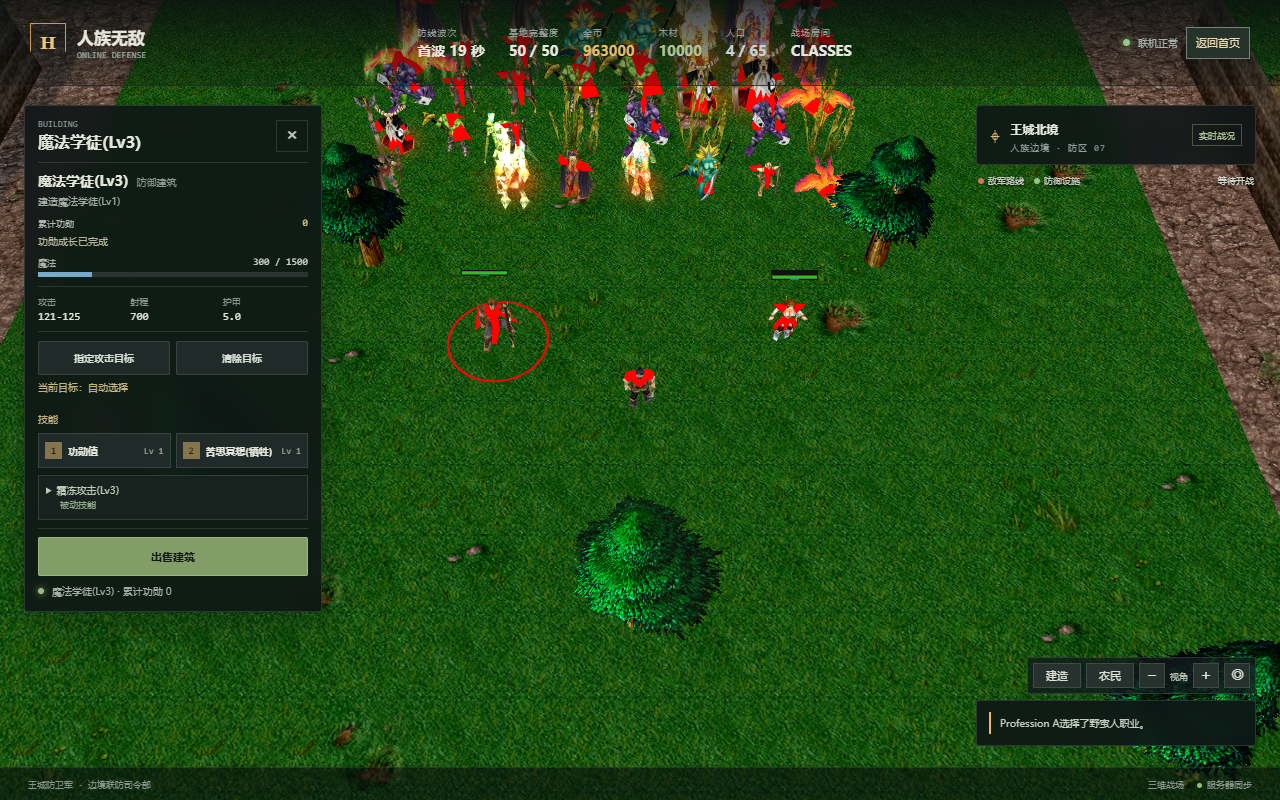 H
人族无敌
ONLINE DEFENSE
防线波次
首波 19 秒
基地完整度
50 / 50
金币
963000
木材
10000
人口
4 / 65
战场房间
CLASSES
联机正常
返回首页
BUILDING
魔法学徒(Lv3)
×
魔法学徒(Lv3) 防御建筑
建造魔法学徒(Lv1)
累计功勋 0
功勋成长已完成
魔法 300 / 1500
攻击 射程 护甲
121-125 700 5.0
指定攻击目标 清除目标
当前目标: 自动选择
技能
1 功勋值 Lv 1
2 苦思冥想(牺牲) Lv 1
霜冻攻击(Lv3)
被动技能
出售建筑
魔法学徒(Lv3) · 累计功勋 0
王城北境
人族边境 · 防区 07
实时战况
敌军路线 防御设施 等待开战
建造 农民 − 视角 +
Profession A选择了野蛮人职业。
王城防卫军 · 边境联防司令部
三维战场 服务器同步